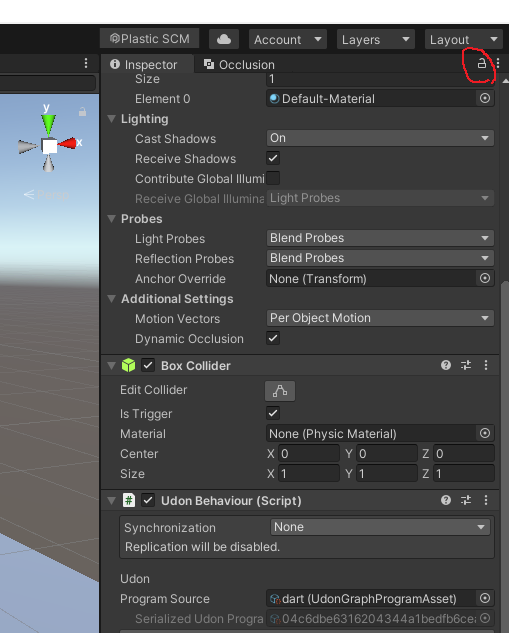 Plastic SCM Account Layers Layout
Inspector Occlusion
Size 1
Element 0 Default-Material
Lighting
Cast Shadows On
Receive Shadows
Contribute Global Illumi
Receive Global Illumina Light Probes
Probes
Light Probes Blend Probes
Reflection Probes Blend Probes
Anchor Override None (Transform)
Additional Settings
Motion Vectors Per Object Motion
Dynamic Occlusion
Box Collider
Edit Collider
Is Trigger
Material None (Physic Material)
Center X 0 Y 0 Z 0
Size X 1 Y 1 Z 1
# Udon Behaviour (Script)
Synchronization None
Replication will be disabled.
Udon
Program Source dart (UdonGraphProgramAsset)
Serialized Udon Progra
y
x